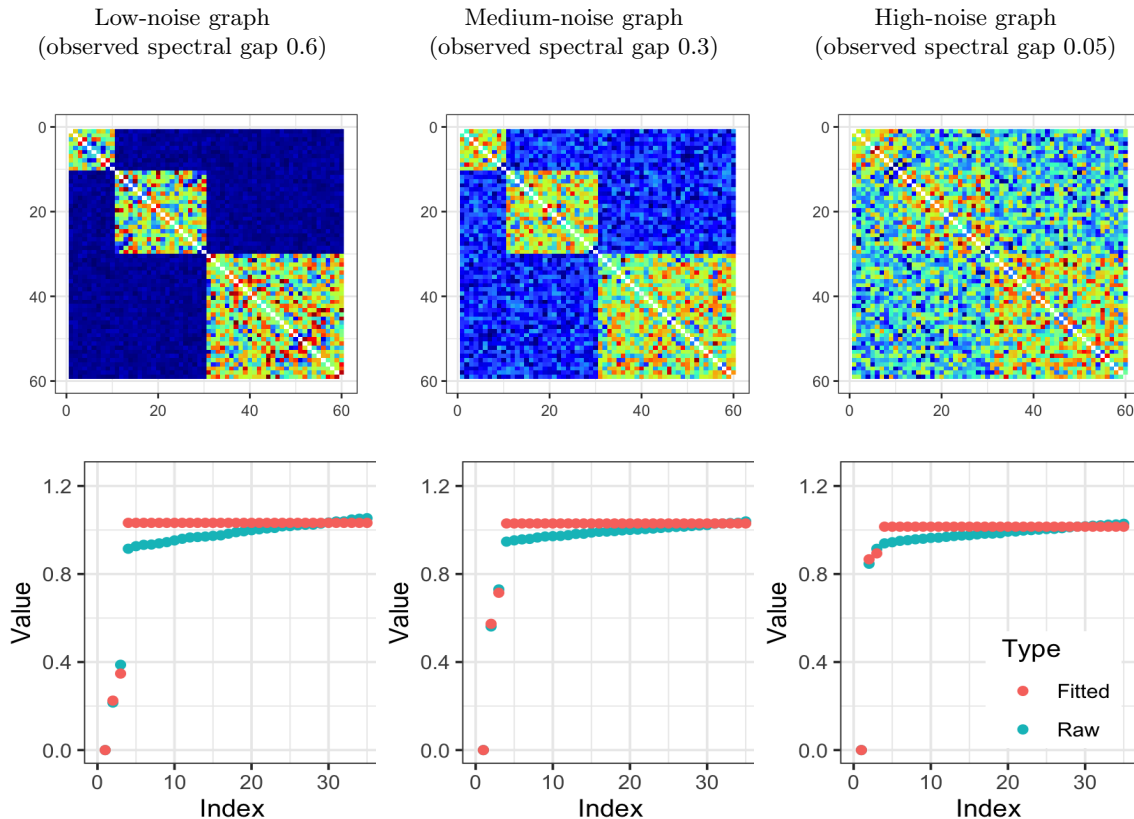 Low-noise graph
(observed spectral gap 0.6)
Medium-noise graph
(observed spectral gap 0.3)
High-noise graph
(observed spectral gap 0.05)
0
20
40
60
0 20 40 60
0
20
40
60
0 20 40 60
0
20
40
60
0 20 40 60
Value
1.2
0.8
0.4
0.0
0 10 20 30
Index
Value
1.2
0.8
0.4
0.0
0 10 20 30
Index
Value
1.2
0.8
0.4
0.0
0 10 20 30
Index
Type
Fitted
Raw